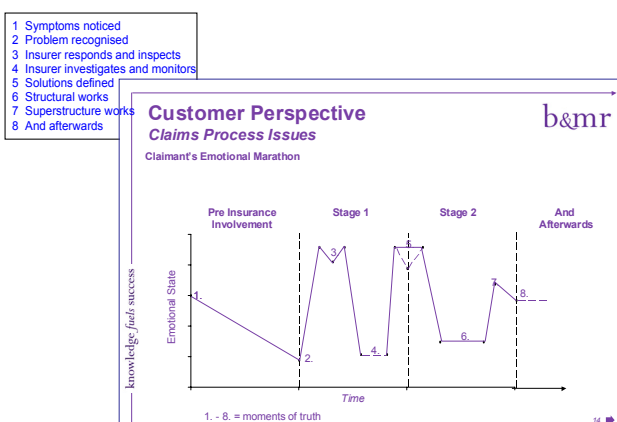 1 Symptoms noticed
2 Problem recognised
3 Insurer responds and inspects
4 Insurer investigates and monitors
5 Solutions defined
6 Structural works
7 Superstructure works
8 And afterwards
Customer Perspective
b&mr
Claims Process Issues
Claimant's Emotional Marathon
Pre Insurance
Involvement
Stage 1
Stage 2
And
Afterwards
knowledge fuels success
Emotional State
1.
2.
3.
4.
5.
6.
7.
8.
Time
1. - 8. = moments of truth
14